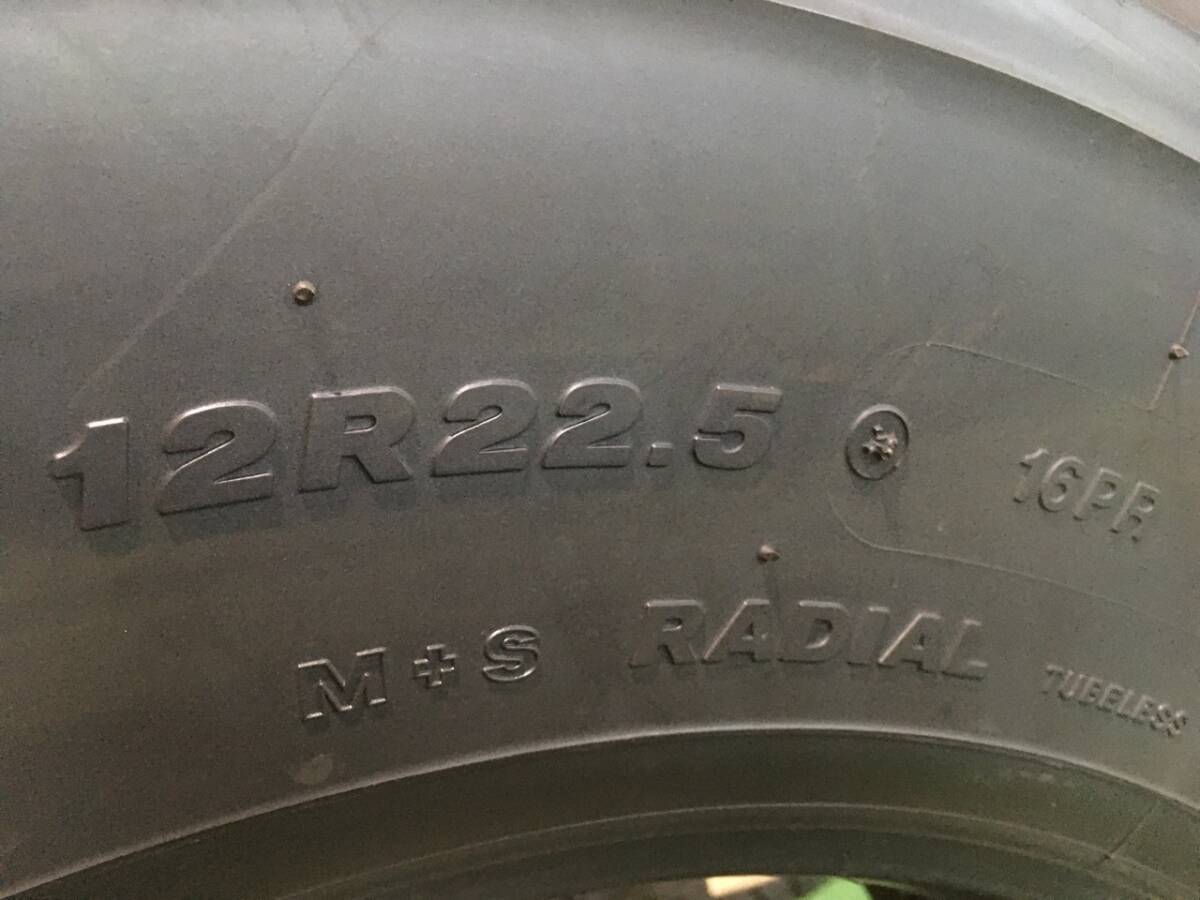 12R22.5 16PR
M+S RADIAL TUBELESS